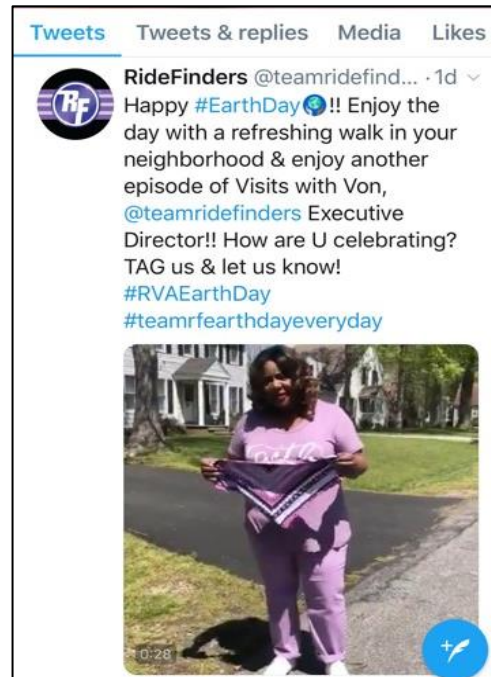 Tweets Tweets & replies Media Likes
RideFinders @teamridefind... · 1d
Happy #EarthDay🌎!! Enjoy the
day with a refreshing walk in your
neighborhood & enjoy another
episode of Visits with Von,
@teamridefinders Executive
Director!! How are U celebrating?
TAG us & let us know!
#RVAEarthDay
#teamrfearthdayeveryday
RF
10:28